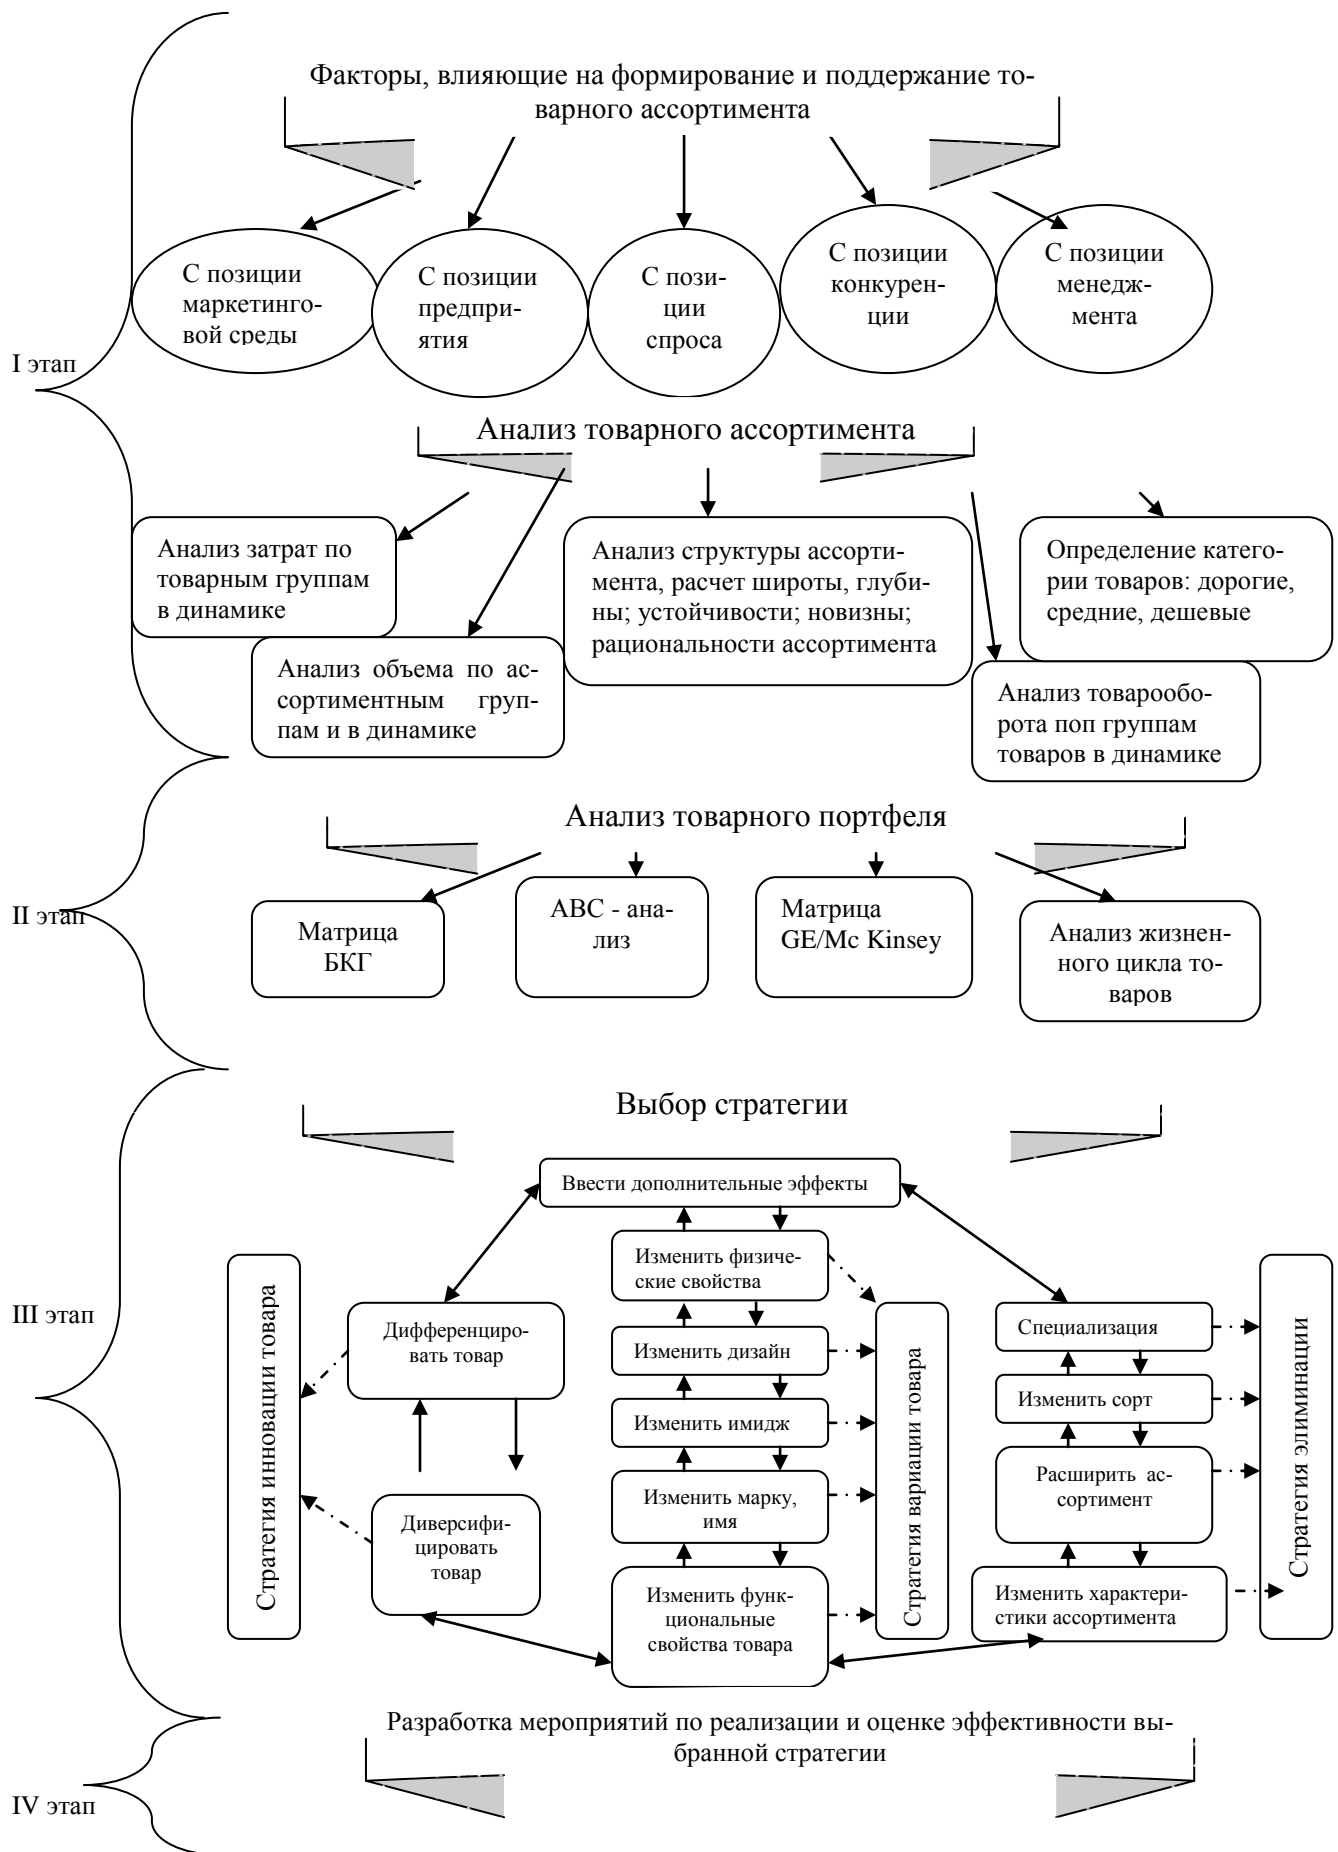 Факторы, влияющие на формирование и поддержание то-
варного ассортимента
С позиции
маркетинго-
вой среды
С позиции
предпри-
ятия
С пози-
ции
спроса
С позиции
конкурен-
ции
С позиции
менедж-
мента
I этап
Анализ товарного ассортимента
Анализ затрат по
товарным группам
в динамике
Анализ объема по ас-
сортиментным груп-
пам и в динамике
Анализ структуры ассорти-
мента, расчет широты, глуби-
ны; устойчивости; новизны;
рациональности ассортимента
Определение катего-
рии товаров: дорогие,
средние, дешевые
Анализ товарообо-
рота поп группам
товаров в динамике
II этап
Анализ товарного портфеля
Матрица
БКГ
АВС - ана-
лиз
Матрица
GE/Mc Kinsey
Анализ жизнен-
ного цикла то-
варов
III этап
Выбор стратегии
Ввести дополнительные эффекты
Стратегия инновации товара
Дифференциро-
вать товар
Диверсифи-
цировать
товар
Изменить физиче-
ские свойства
Изменить дизайн
Изменить имидж
Изменить марку,
имя
Изменить функ-
циональные
свойства товара
Стратегия вариации товара
Специализация
Изменить сорт
Расширить ас-
сортимент
Изменить характери-
стики ассортимента
Стратегия элиминации
IV этап
Разработка мероприятий по реализации и оценке эффективности вы-
бранной стратегии